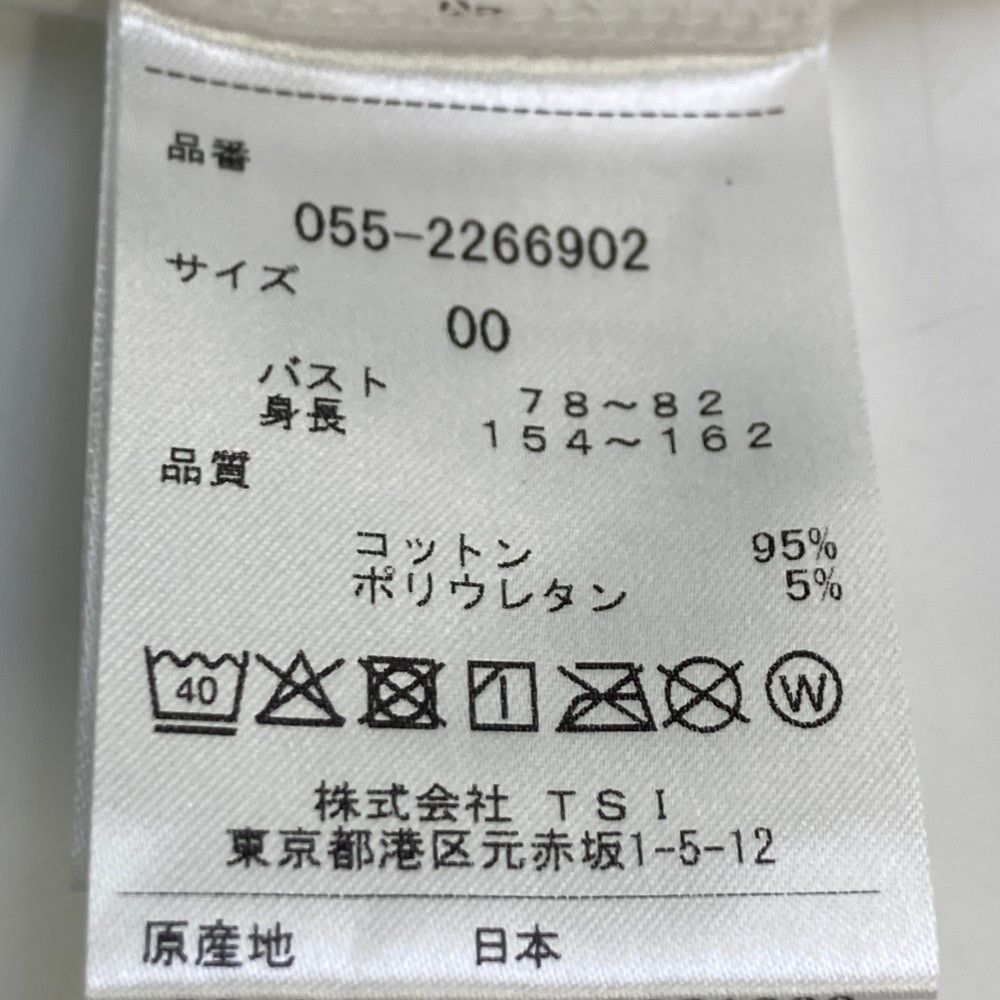 品番
055-2266902
サイズ
00
バスト 78～82
身長 154～162
品質
コットン 95%
ポリウレタン 5%
40 W
株式会社 TSI
東京都港区元赤坂1-5-12
原産地 日本